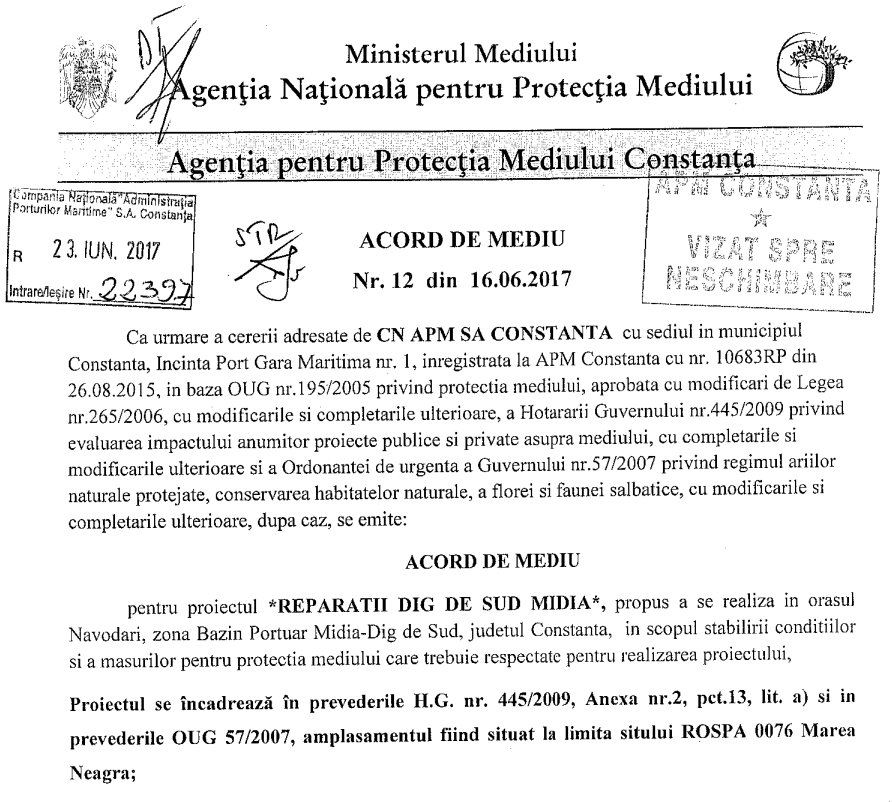 Ministerul Mediului
Agenţia Naţională pentru Protecţia Mediului
Agenţia pentru Protecţia Mediului Constanţa
Compania Naţională "Administraţia
Porturilor Maritime" S.A. Constanţa
R 23. IUN. 2017
Intrare/Ieşire Nr. 22397
STR
APM CONSTANTA
VIZAT SPRE
NESCHIMBARE
ACORD DE MEDIU
Nr. 12 din 16.06.2017
Ca urmare a cererii adresate de CN APM SA CONSTANTA cu sediul in municipiul
Constanta, Incinta Port Gara Maritima nr. 1, inregistrata la APM Constanta cu nr. 10683RP din
26.08.2015, in baza OUG nr.195/2005 privind protectia mediului, aprobata cu modificari de Legea
nr.265/2006, cu modificarile si completarile ulterioare, a Hotararii Guvernului nr.445/2009 privind
evaluarea impactului anumitor proiecte publice si private asupra mediului, cu completarile si
modificarile ulterioare si a Ordonantei de urgenta a Guvernului nr.57/2007 privind regimul ariilor
naturale protejate, conservarea habitatelor naturale, a florei si faunei salbatice, cu modificarile si
completarile ulterioare, dupa caz, se emite:
ACORD DE MEDIU
pentru proiectul *REPARATII DIG DE SUD MIDIA*, propus a se realiza in orasul
Navodari, zona Bazin Portuar Midia-Dig de Sud, judetul Constanta, in scopul stabilirii conditiilor
si a masurilor pentru protectia mediului care trebuie respectate pentru realizarea proiectului,
Proiectul se încadrează în prevederile H.G. nr. 445/2009, Anexa nr.2, pct.13, lit. a) si in
prevederile OUG 57/2007, amplasamentul fiind situat la limita sitului ROSPA 0076 Marea
Neagra;